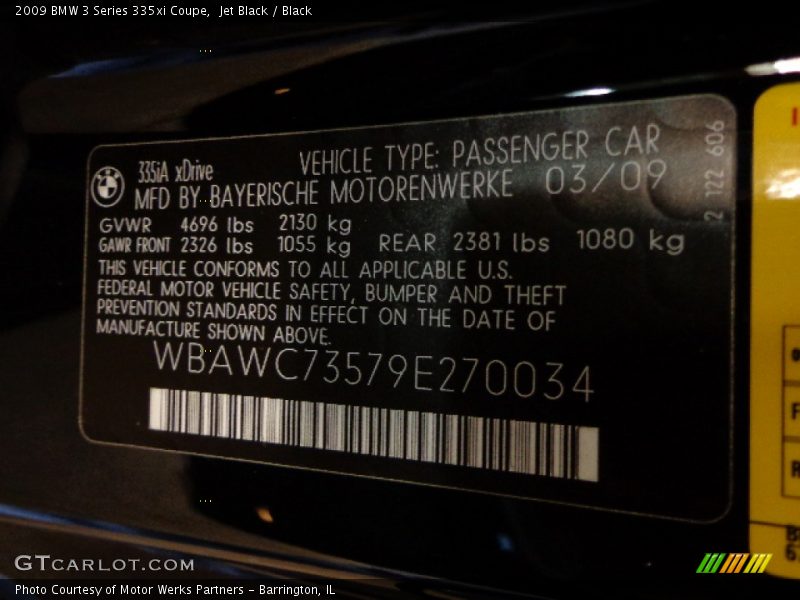 2009 BMW 3 Series 335xi Coupe, Jet Black / Black
335iA xDrive VEHICLE TYPE: PASSENGER CAR
MFD BY BAYERISCHE MOTORENWERKE 03/09
GVWR 4696 lbs 2130 kg
GAWR FRONT 2326 lbs 1055 kg REAR 2381 lbs 1080 kg
THIS VEHICLE CONFORMS TO ALL APPLICABLE U.S.
FEDERAL MOTOR VEHICLE SAFETY, BUMPER AND THEFT
PREVENTION STANDARDS IN EFFECT ON THE DATE OF
MANUFACTURE SHOWN ABOVE.
WBAWC73579E270034
2 122 606
GTCARLOT.COM
Photo Courtesy of Motor Werks Partners - Barrington, IL